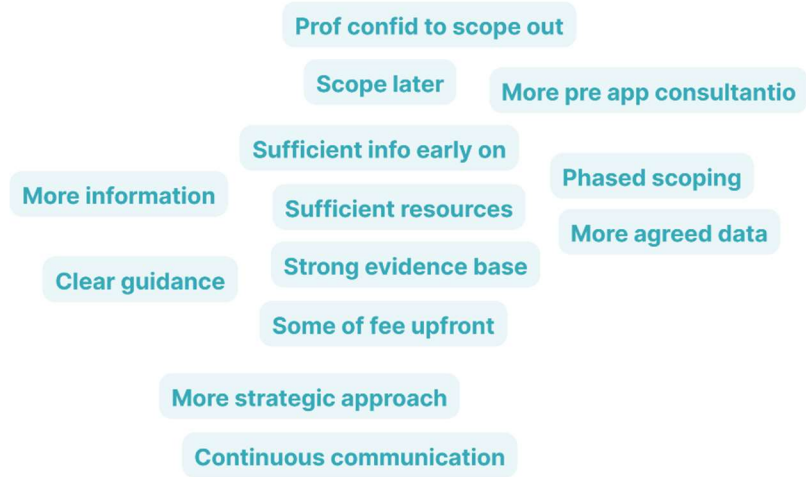 Prof confid to scope out
Scope later
More pre app consultantio
Sufficient info early on
Phased scoping
More information
Sufficient resources
More agreed data
Strong evidence base
Clear guidance
Some of fee upfront
More strategic approach
Continuous communication